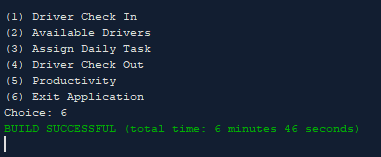 (1) Driver Check In
(2) Available Drivers
(3) Assign Daily Task
(4) Driver Check Out
(5) Productivity
(6) Exit Application
Choice: 6
BUILD SUCCESSFUL (total time: 6 minutes 46 seconds)